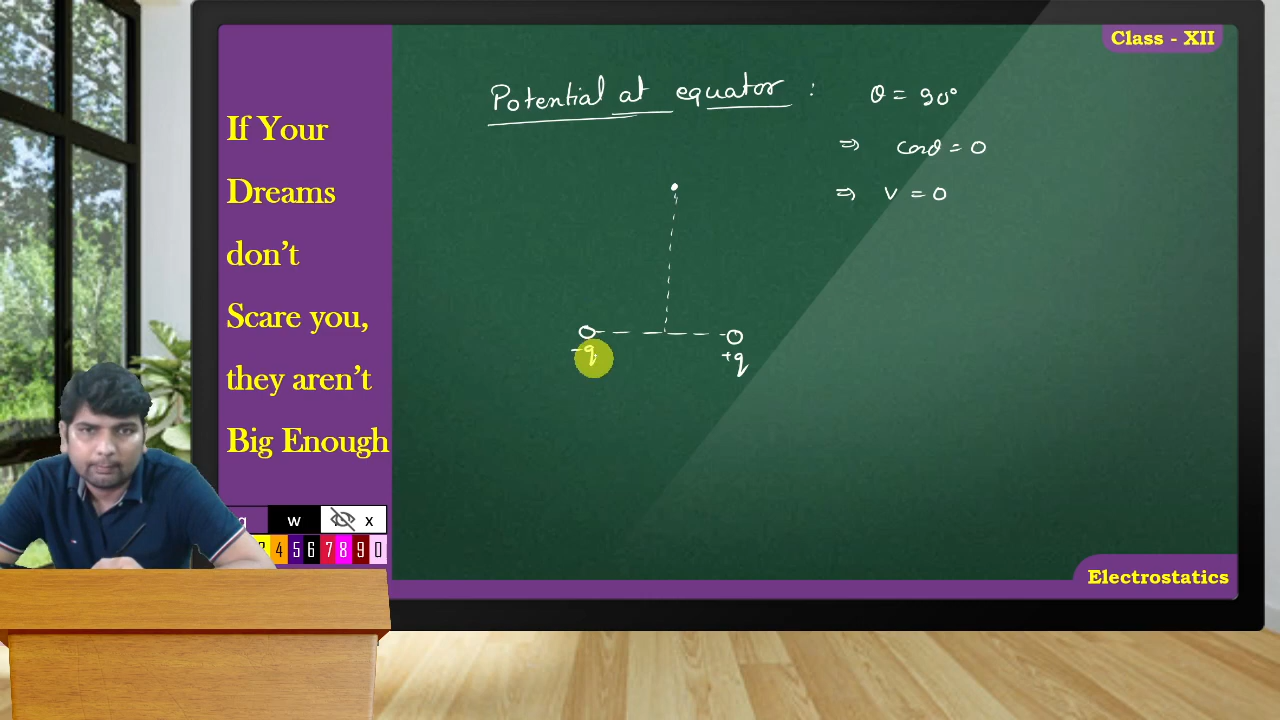 Class - XII
If Your
Dreams
don't
Scare you,
they aren't
Big Enough
Potential at equator :
θ = 90°
⇒ cosθ = 0
⇒ V = 0
-q
+q
w x
4 5 6 7 8 9 0
Electrostatics